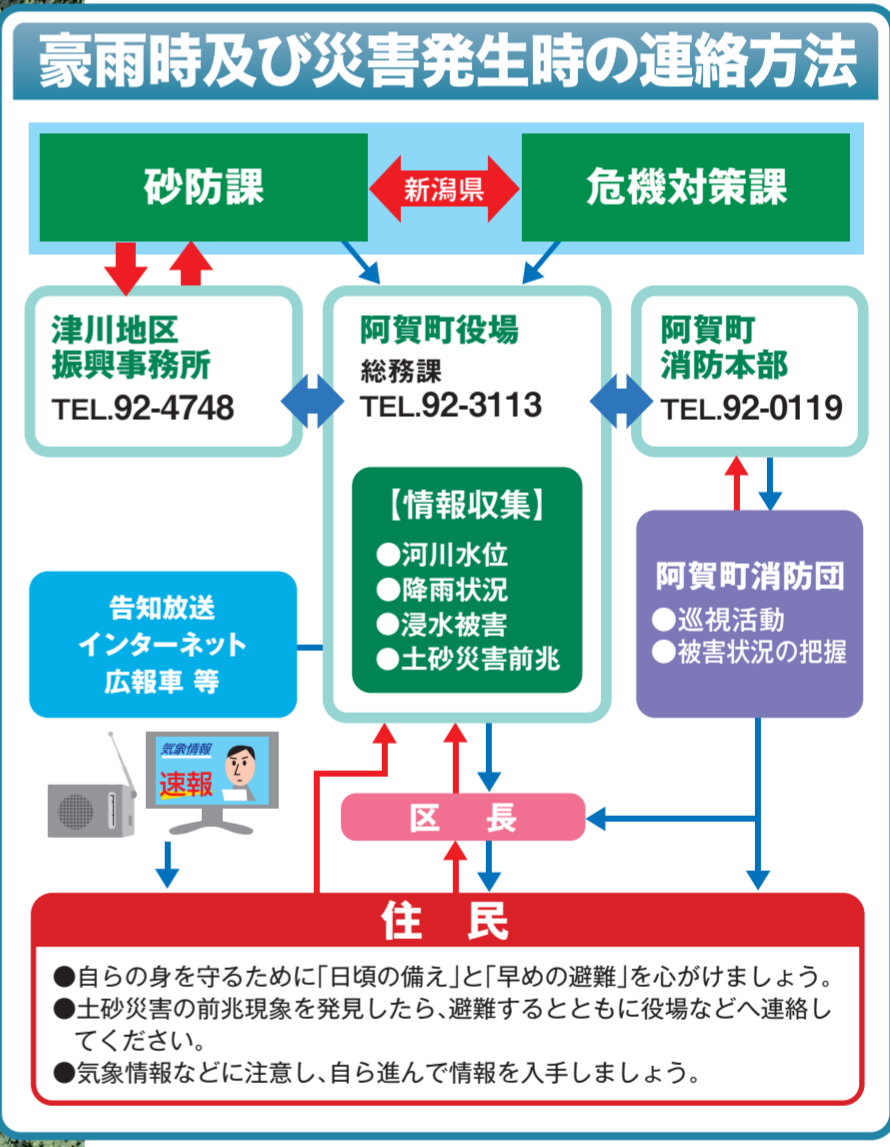 豪雨時及び災害発生時の連絡方法
砂防課
新潟県
危機対策課
津川地区
振興事務所
TEL.92-4748
阿賀町役場
総務課
TEL.92-3113
阿賀町
消防本部
TEL.92-0119
【情報収集】
●河川水位
●降雨状況
●浸水被害
●土砂災害前兆
阿賀町消防団
●巡視活動
●被害状況の把握
告知放送
インターネット
広報車 等
気象情報
速報
区 長
住 民
●自らの身を守るために「日頃の備え」と「早めの避難」を心がけましょう。
●土砂災害の前兆現象を発見したら、避難するとともに役場などへ連絡し
てください。
●気象情報などに注意し、自ら進んで情報を入手しましょう。